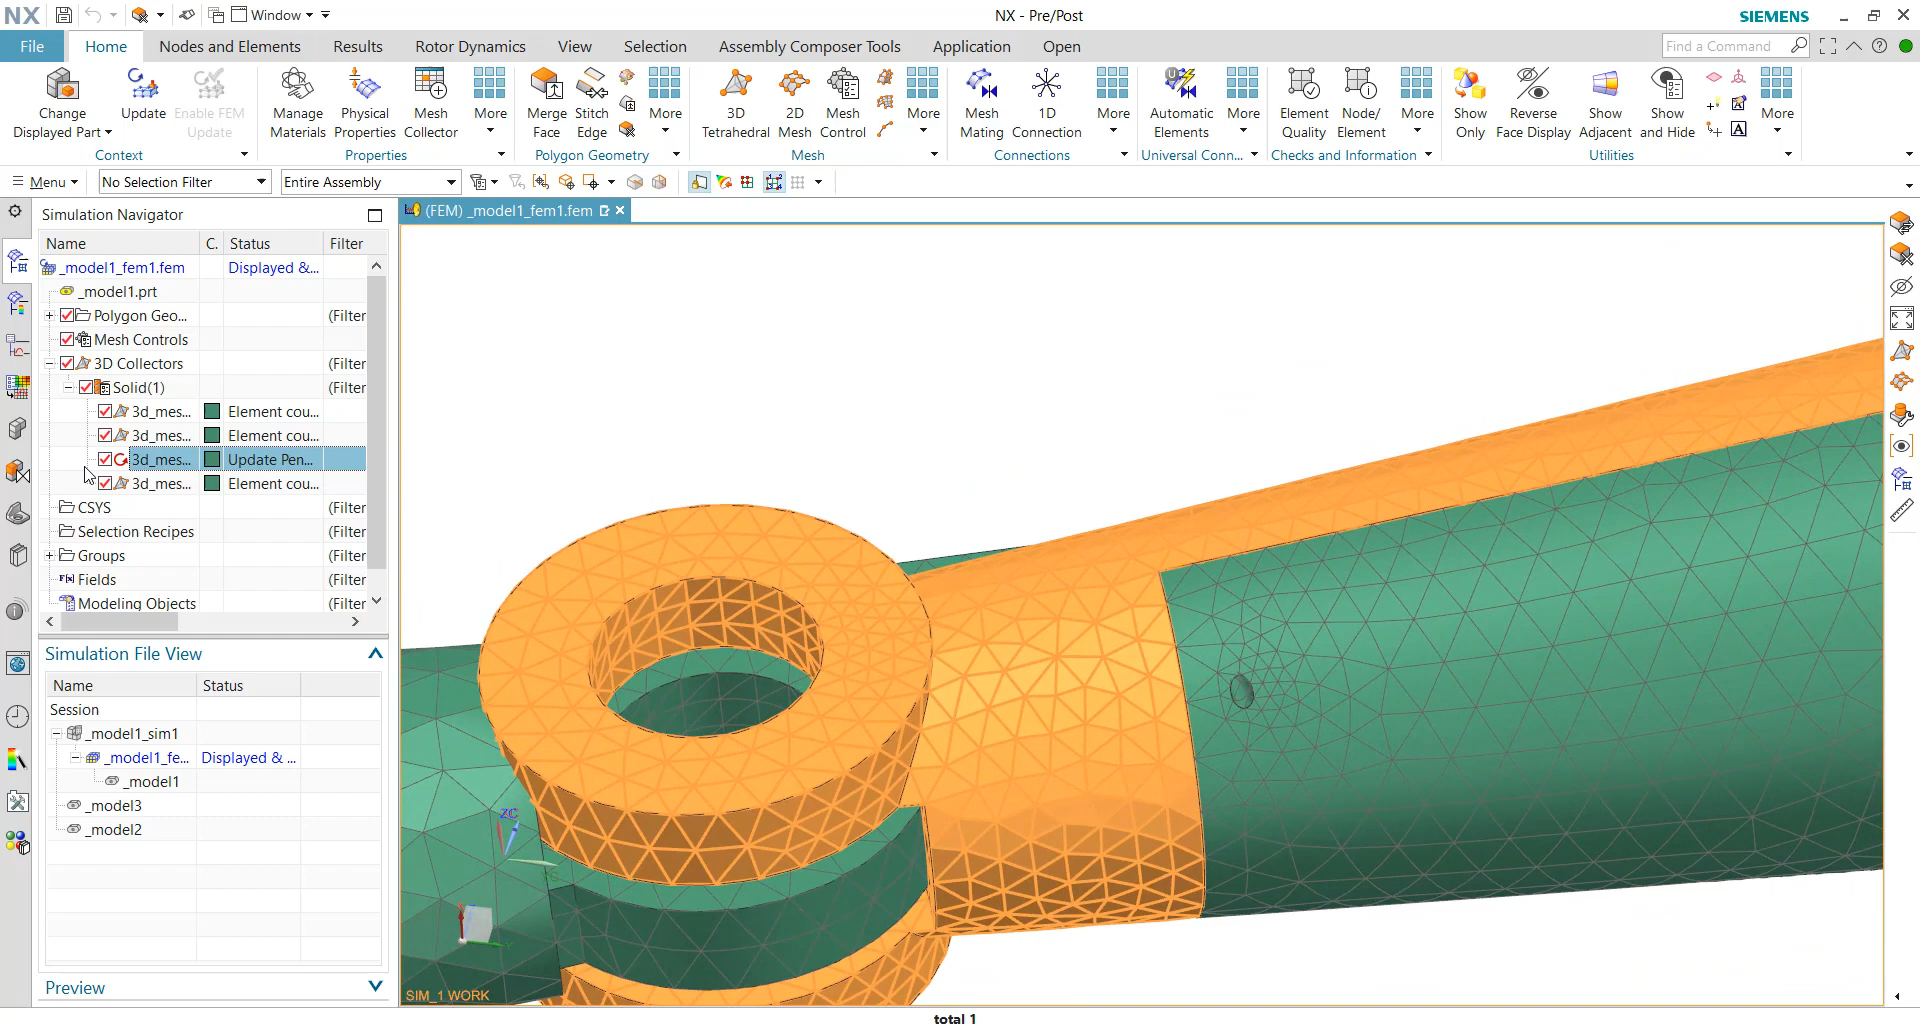 NX Window NX - Pre/Post SIEMENS
File Home Nodes and Elements Results Rotor Dynamics View Selection Assembly Composer Tools Application Open Find a Command
Change Displayed Part Update Enable FEM Update Manage Materials Physical Properties Mesh Collector More Merge Face Stitch Edge More 3D Tetrahedral 2D Mesh Mesh Control More Mesh Mating 1D Connection More Automatic Elements More Element Quality Node/ Element More Show Only Reverse Face Display Show Adjacent Show and Hide More
Context Properties Polygon Geometry Mesh Connections Universal Conn... Checks and Information Utilities
Menu No Selection Filter Entire Assembly
Simulation Navigator
(FEM) _model1_fem1.fem
Name C. Status Filter
_model1_fem1.fem Displayed &...
_model1.prt
Polygon Geo... (Filter
Mesh Controls
3D Collectors (Filter
Solid(1) (Filter
3d_mes... Element cou...
3d_mes... Element cou...
3d_mes... Update Pen...
3d_mes... Element cou...
CSYS (Filter
Selection Recipes (Filter
Groups (Filter
Fields (Filter
Modeling Objects (Filter
Simulation File View
Name Status
Session
_model1_sim1
_model1_fe... Displayed & ...
_model1
_model3
_model2
Preview
ZC
SIM_1 WORK
total 1